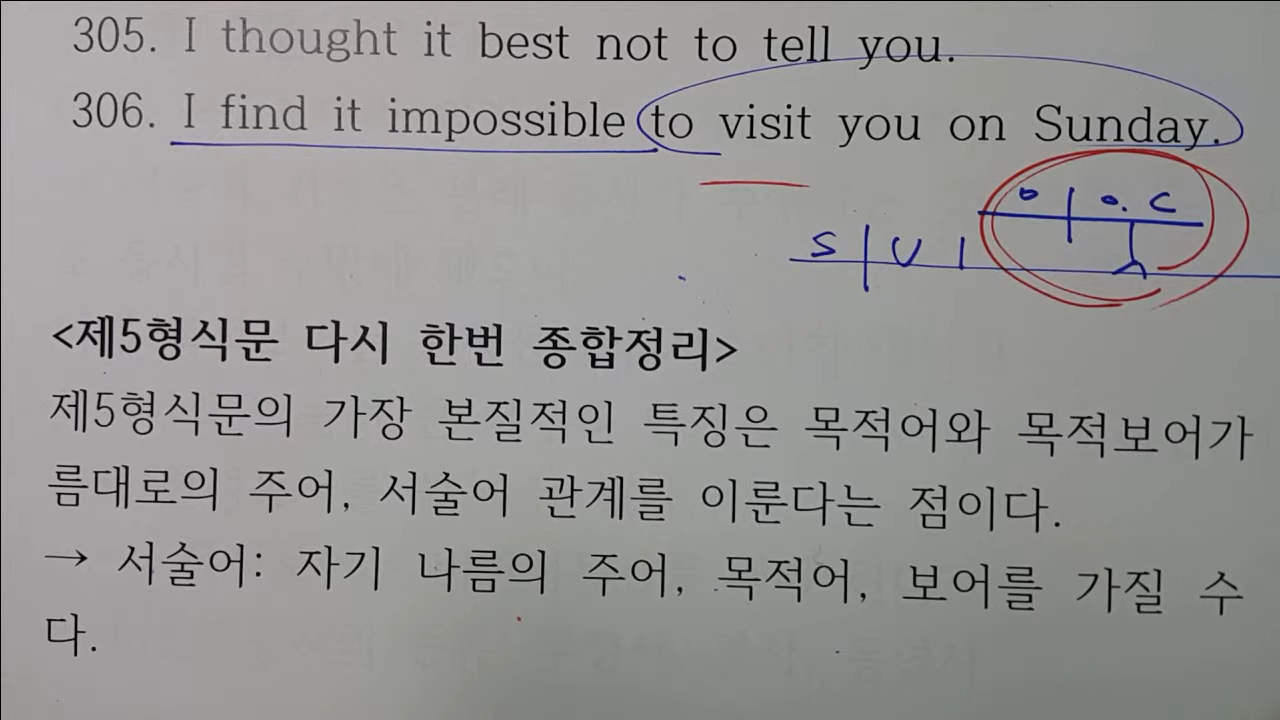 305. I thought it best not to tell you.
306. I find it impossible to visit you on Sunday.
O | O. C
S | V |
<제5형식문 다시 한번 종합정리>
제5형식문의 가장 본질적인 특징은 목적어와 목적보어가
름대로의 주어, 서술어 관계를 이룬다는 점이다.
→ 서술어: 자기 나름의 주어, 목적어, 보어를 가질 수
다.